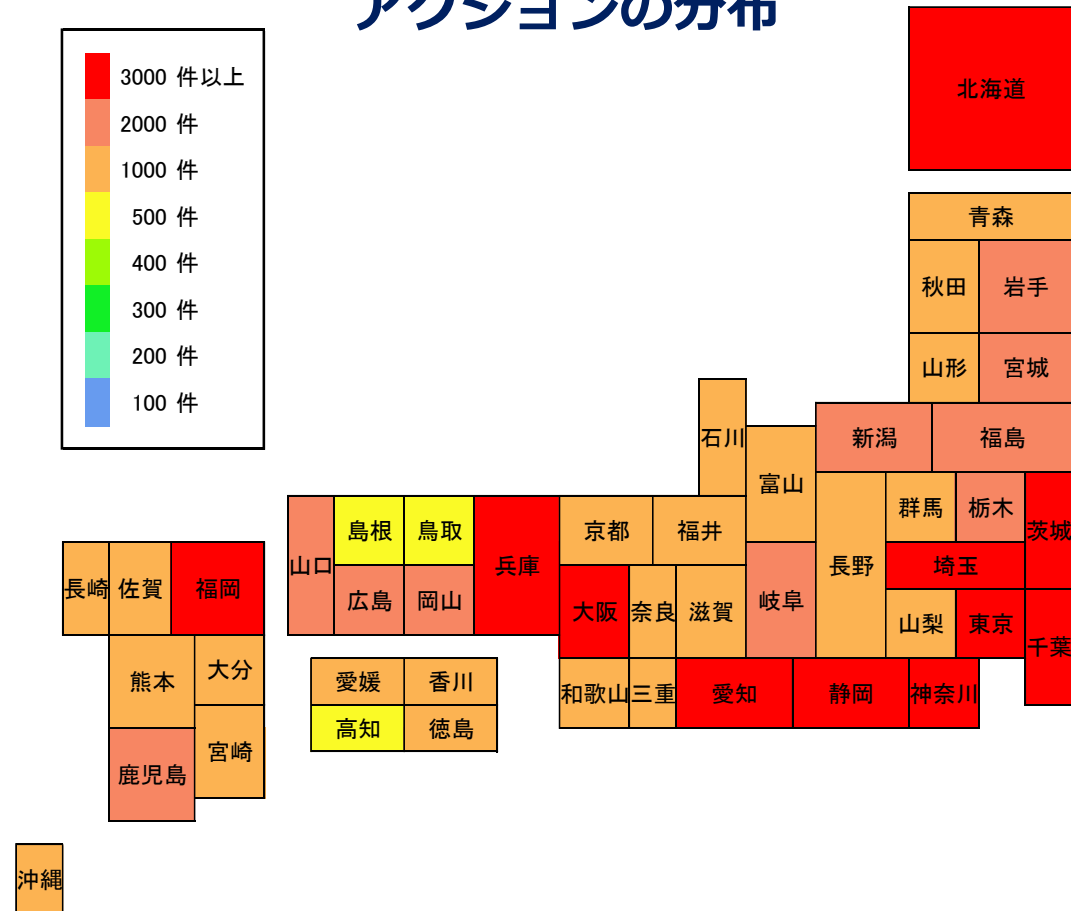 アクションの分布
3000 件以上
2000 件
1000 件
500 件
400 件
300 件
200 件
100 件
北海道
青森
秋田
岩手
山形
宮城
石川
新潟
福島
富山
群馬
栃木
茨城
島根
鳥取
京都
福井
山口
兵庫
長野
埼玉
長崎
佐賀
福岡
広島
岡山
大阪
奈良
滋賀
岐阜
山梨
東京
千葉
熊本
大分
愛媛
香川
和歌山
三重
愛知
静岡
神奈川
高知
徳島
宮崎
鹿児島
沖縄